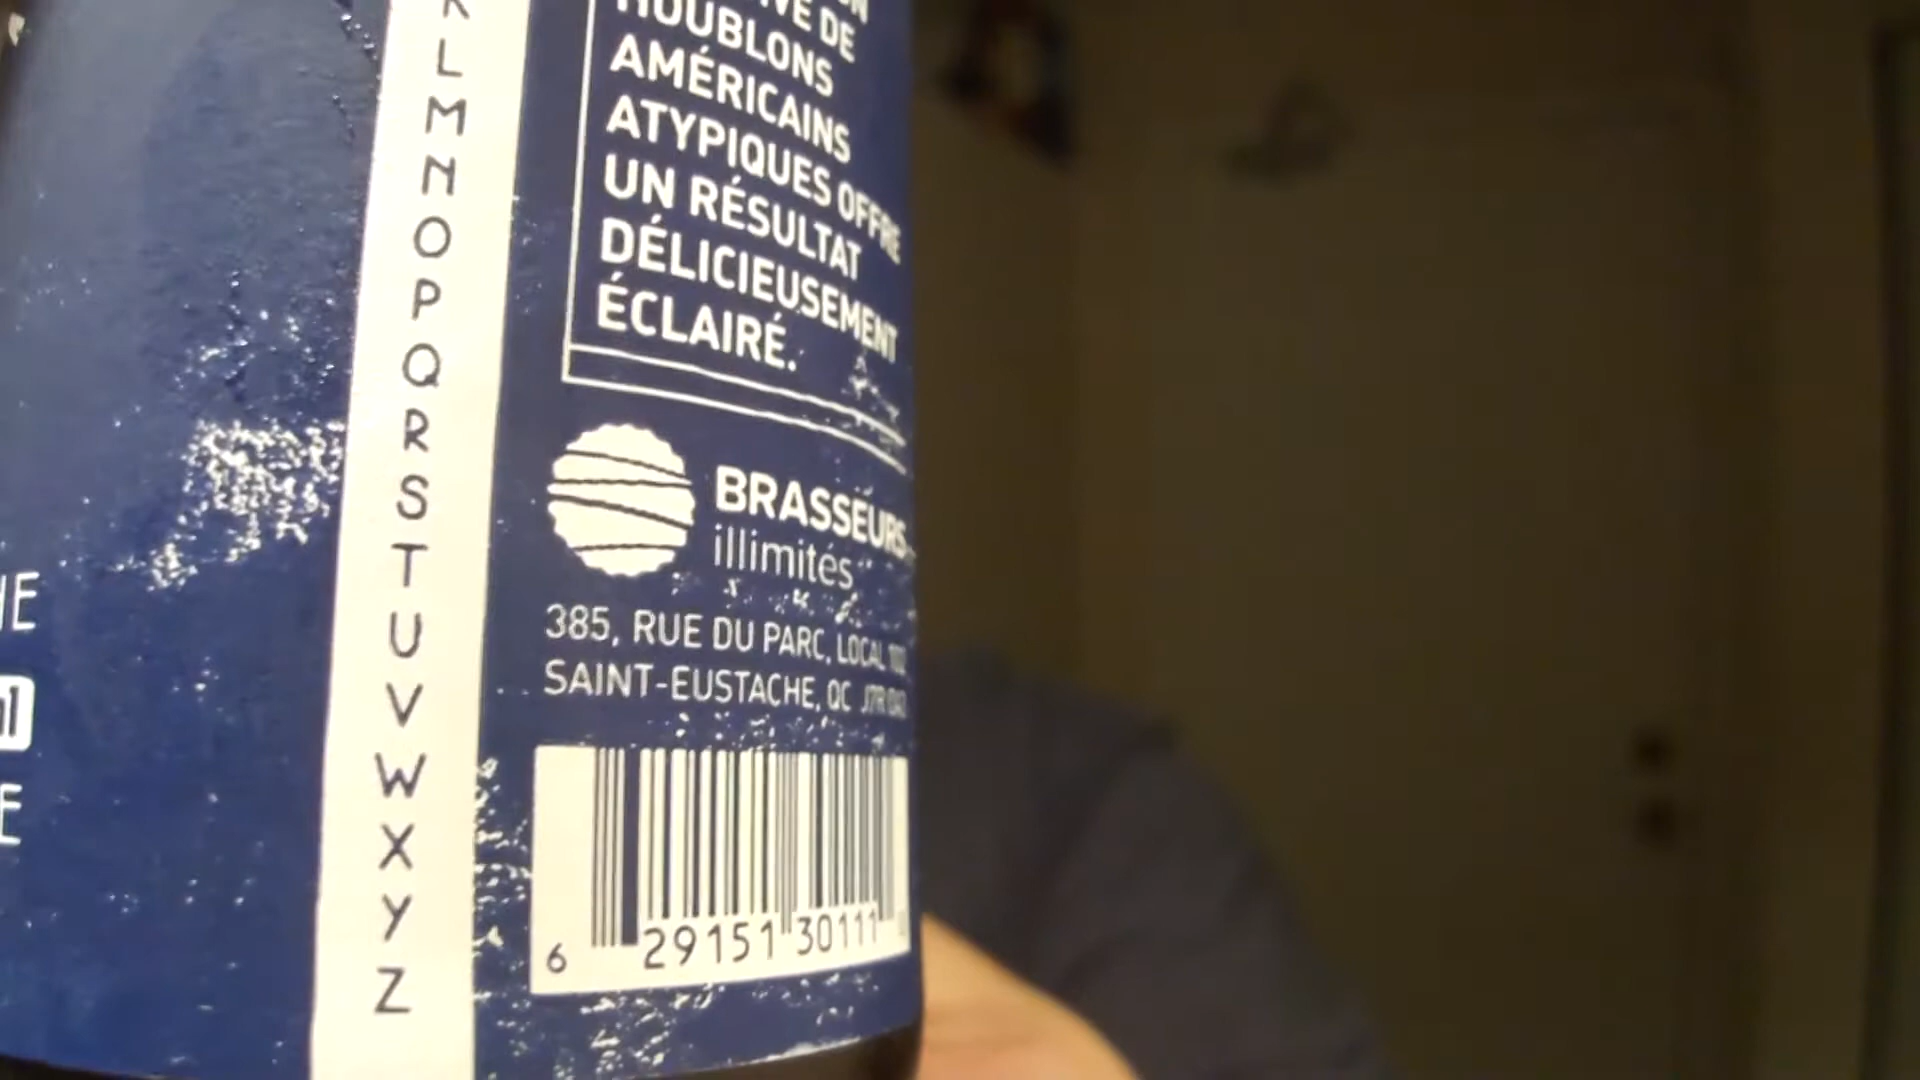 L
M
N
O
P
Q
R
S
T
U
V
W
X
Y
Z
DE
HOUBLONS
AMÉRICAINS
ATYPIQUES OFFRE
UN RÉSULTAT
DÉLICIEUSEMENT
ÉCLAIRÉ.
BRASSEURS
illimités
385, RUE DU PARC, LOCAL
SAINT-EUSTACHE, QC
6 29151 30111
E